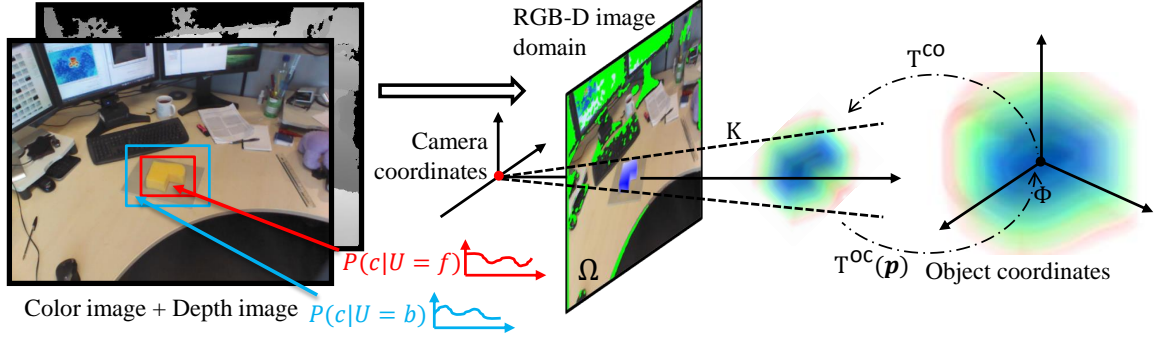 RGB-D image
domain
T^co
Camera
coordinates
K
Φ
P(c|U = f)
Ω
T^oc(p)
Object coordinates
Color image + Depth image
P(c|U = b)